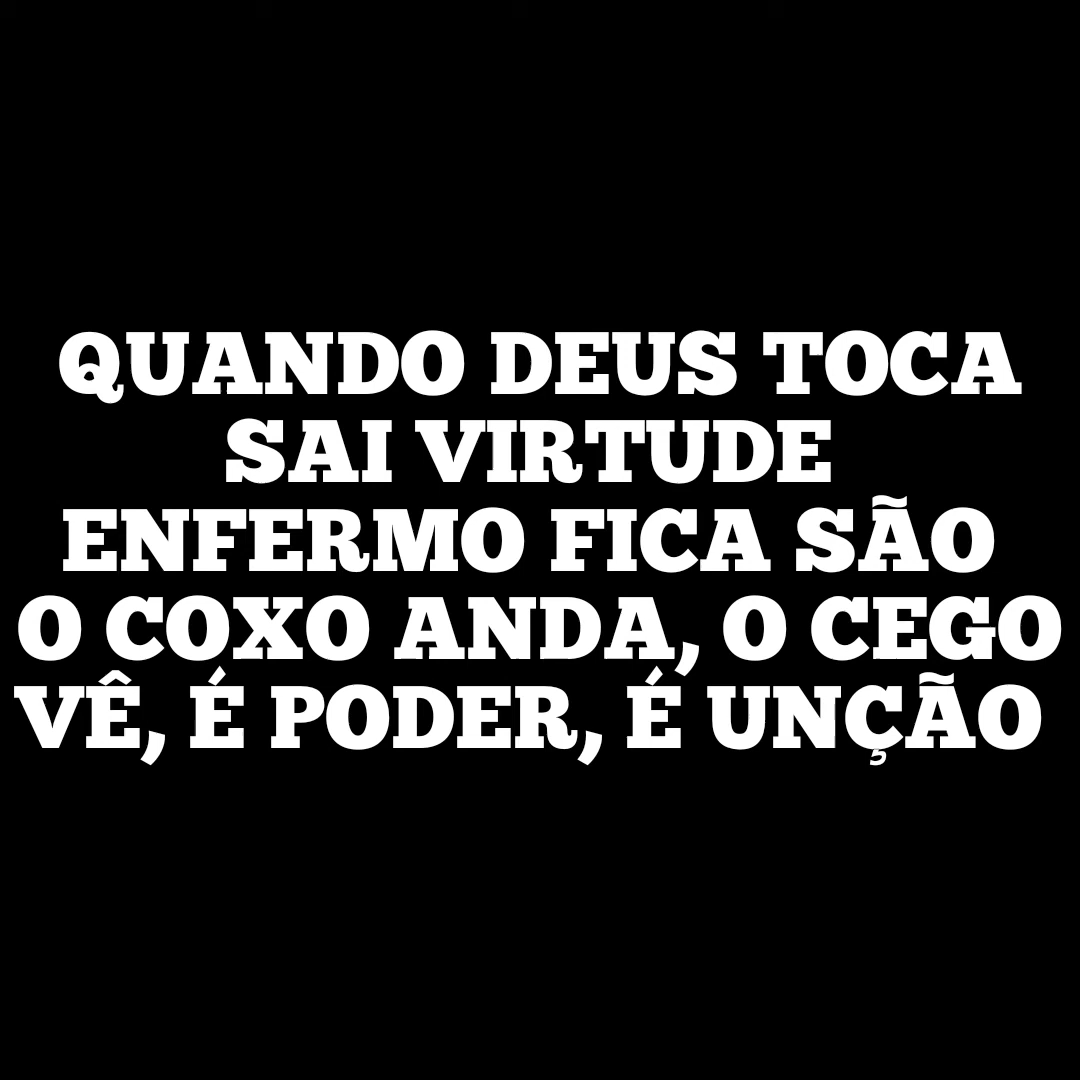 QUANDO DEUS TOCA
SAI VIRTUDE
ENFERMO FICA SÃO
O COXO ANDA, O CEGO
VÊ, É PODER, É UNÇÃO